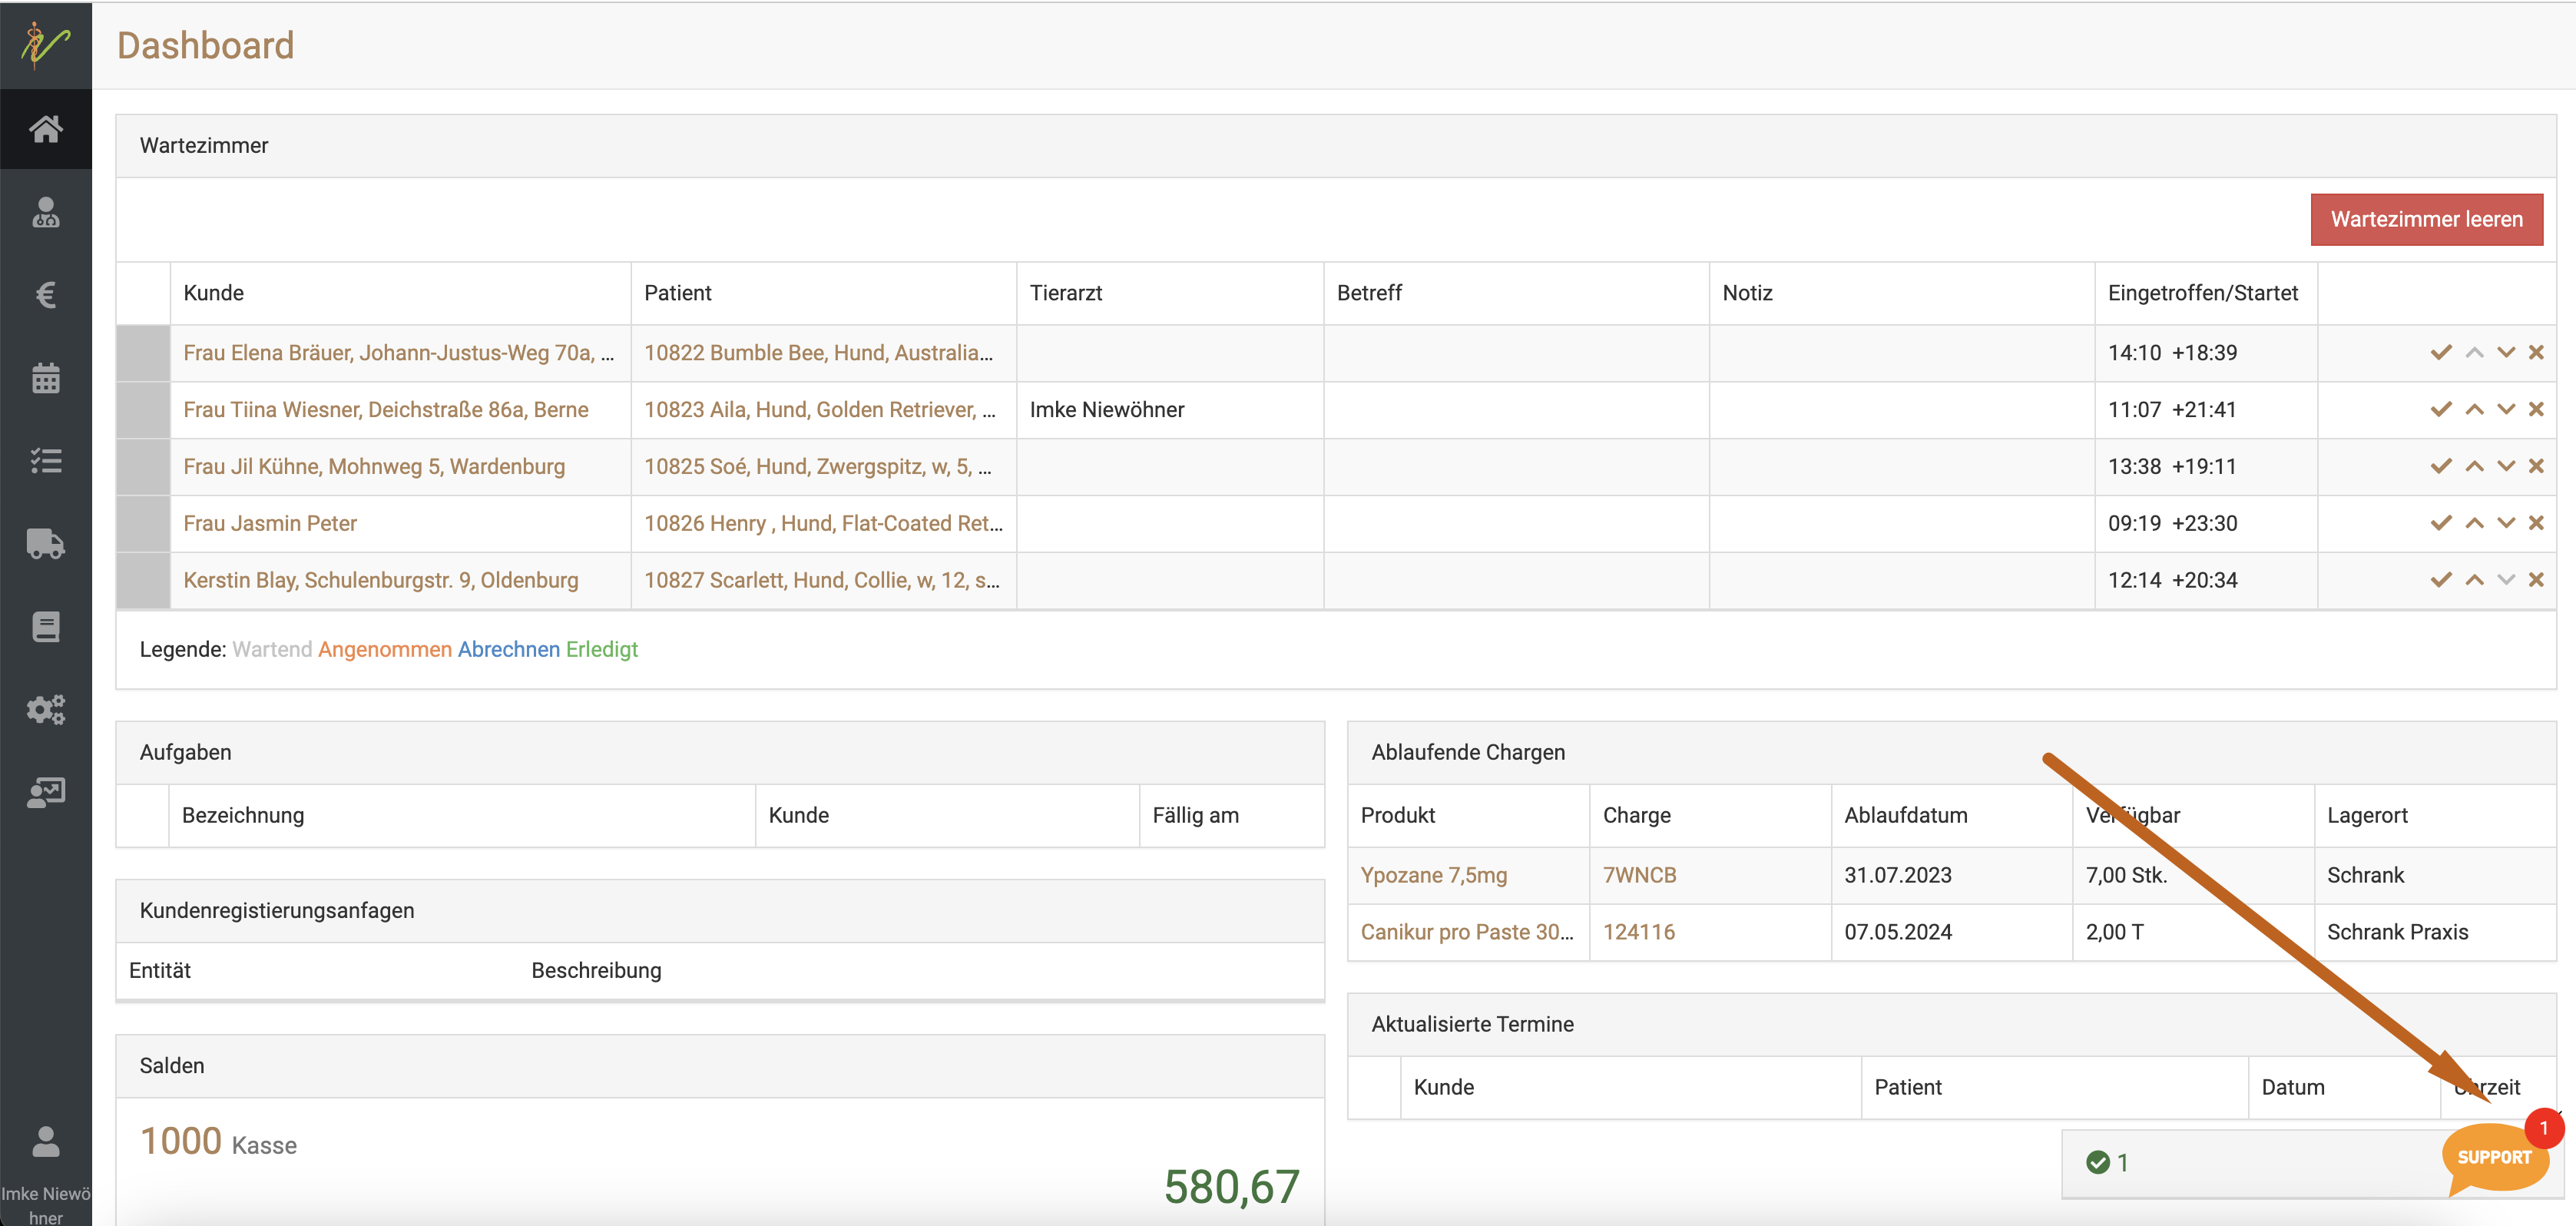 Dashboard
Wartezimmer
Wartezimmer leeren
Kunde Patient Tierarzt Betreff Notiz Eingetroffen/Startet
Frau Elena Bräuer, Johann-Justus-Weg 70a, ... 10822 Bumble Bee, Hund, Australia... 14:10 +18:39
Frau Tiina Wiesner, Deichstraße 86a, Berne 10823 Aila, Hund, Golden Retriever, ... Imke Niewöhner 11:07 +21:41
Frau Jil Kühne, Mohnweg 5, Wardenburg 10825 Soé, Hund, Zwergspitz, w, 5, ... 13:38 +19:11
Frau Jasmin Peter 10826 Henry , Hund, Flat-Coated Ret... 09:19 +23:30
Kerstin Blay, Schulenburgstr. 9, Oldenburg 10827 Scarlett, Hund, Collie, w, 12, s... 12:14 +20:34
Legende: Wartend Angenommen Abrechnen Erledigt
Aufgaben
Bezeichnung Kunde Fällig am
Kundenregistierungsanfagen
Entität Beschreibung
Salden
1000 Kasse
580,67
Ablaufende Chargen
Produkt Charge Ablaufdatum Verfügbar Lagerort
Ypozane 7,5mg 7WNCB 31.07.2023 7,00 Stk. Schrank
Canikur pro Paste 30... 124116 07.05.2024 2,00 T Schrank Praxis
Aktualisierte Termine
Kunde Patient Datum Uhrzeit
1
SUPPORT
1
Imke Niewö
hner